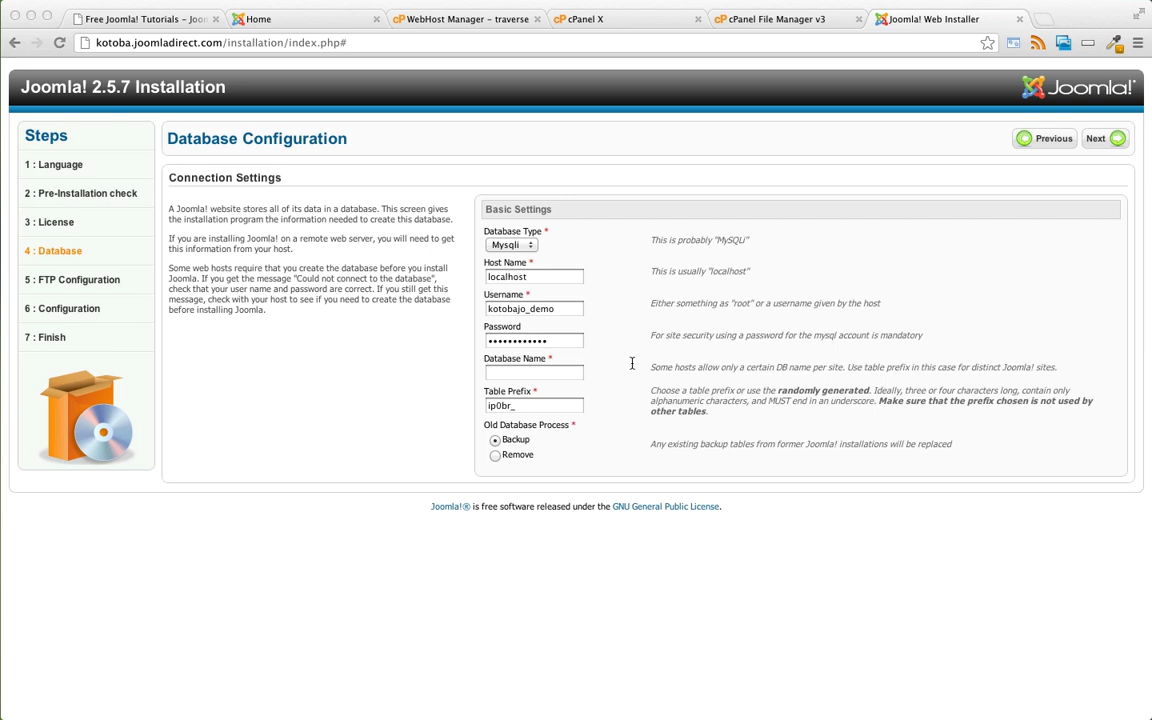 Free Joomla! Tutorials – Joon
Home
cP WebHost Manager – traverse
cP cPanel X
cP cPanel File Manager v3
Joomla! Web Installer
kotoba.joomladirect.com/installation/index.php#
Joomla! 2.5.7 Installation
Joomla!
Steps
1 : Language
2 : Pre-Installation check
3 : License
4 : Database
5 : FTP Configuration
6 : Configuration
7 : Finish
Database Configuration
Previous
Next
Connection Settings
A Joomla! website stores all of its data in a database. This screen gives
the installation program the information needed to create this database.
If you are installing Joomla! on a remote web server, you will need to get
this information from your host.
Some web hosts require that you create the database before you install
Joomla. If you get the message "Could not connect to the database",
check that your user name and password are correct. If you still get this
message, check with your host to see if you need to create the database
before installing Joomla.
Basic Settings
Database Type *
Mysqli
This is probably "MySQLi"
Host Name *
localhost
This is usually "localhost"
Username *
kotobajo_demo
Either something as "root" or a username given by the host
Password
••••••••••••
For site security using a password for the mysql account is mandatory
Database Name *
Some hosts allow only a certain DB name per site. Use table prefix in this case for distinct Joomla! sites.
Table Prefix *
ip0br_
Choose a table prefix or use the randomly generated. Ideally, three or four characters long, contain only
alphanumeric characters, and MUST end in an underscore. Make sure that the prefix chosen is not used by
other tables.
Old Database Process *
Backup
Remove
Any existing backup tables from former Joomla! installations will be replaced
Joomla!® is free software released under the GNU General Public License.